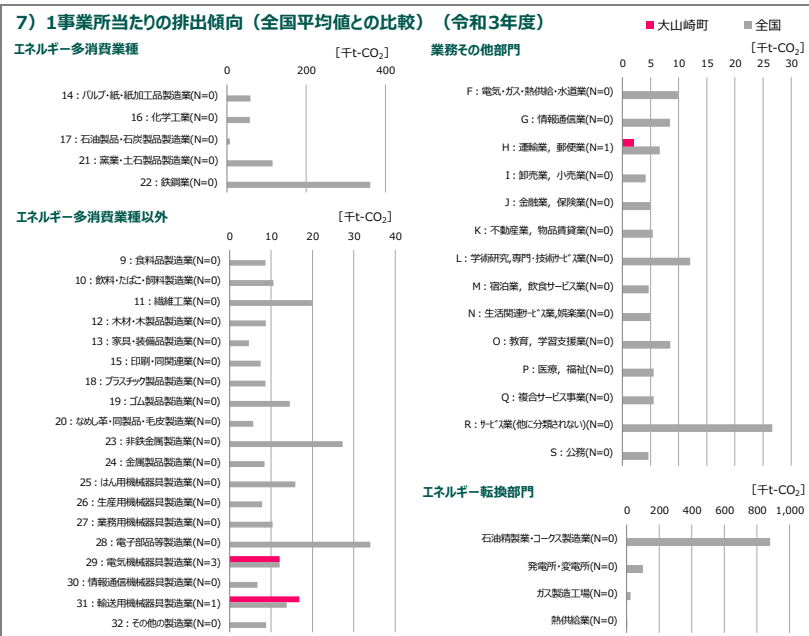 7）1事業所当たりの排出傾向（全国平均値との比較）（令和3年度）
■大山崎町 ■全国
エネルギー多消費業種
[千t-CO₂]
0 200 400
14：パルプ・紙・紙加工品製造業(N=0)
16：化学工業(N=0)
17：石油製品・石炭製品製造業(N=0)
21：窯業・土石製品製造業(N=0)
22：鉄鋼業(N=0)
エネルギー多消費業種以外
[千t-CO₂]
0 10 20 30 40
9：食料品製造業(N=0)
10：飲料・たばこ・飼料製造業(N=0)
11：繊維工業(N=0)
12：木材・木製品製造業(N=0)
13：家具・装備品製造業(N=0)
15：印刷・同関連業(N=0)
18：プラスチック製品製造業(N=0)
19：ゴム製品製造業(N=0)
20：なめし革・同製品・毛皮製造業(N=0)
23：非鉄金属製造業(N=0)
24：金属製品製造業(N=0)
25：はん用機械器具製造業(N=0)
26：生産用機械器具製造業(N=0)
27：業務用機械器具製造業(N=0)
28：電子部品等製造業(N=0)
29：電気機械器具製造業(N=3)
30：情報通信機械器具製造業(N=0)
31：輸送用機械器具製造業(N=1)
32：その他の製造業(N=0)
業務その他部門
[千t-CO₂]
0 5 10 15 20 25 30
F：電気・ガス・熱供給・水道業(N=0)
G：情報通信業(N=0)
H：運輸業，郵便業(N=1)
I：卸売業，小売業(N=0)
J：金融業，保険業(N=0)
K：不動産業，物品賃貸業(N=0)
L：学術研究,専門・技術ｻｰﾋﾞｽ業(N=0)
M：宿泊業，飲食サービス業(N=0)
N：生活関連ｻｰﾋﾞｽ業,娯楽業(N=0)
O：教育，学習支援業(N=0)
P：医療，福祉(N=0)
Q：複合サービス事業(N=0)
R：ｻｰﾋﾞｽ業(他に分類されない)(N=0)
S：公務(N=0)
エネルギー転換部門
[千t-CO₂]
0 200 400 600 800 1,000
石油精製業・コークス製造業(N=0)
発電所・変電所(N=0)
ガス製造工場(N=0)
熱供給業(N=0)